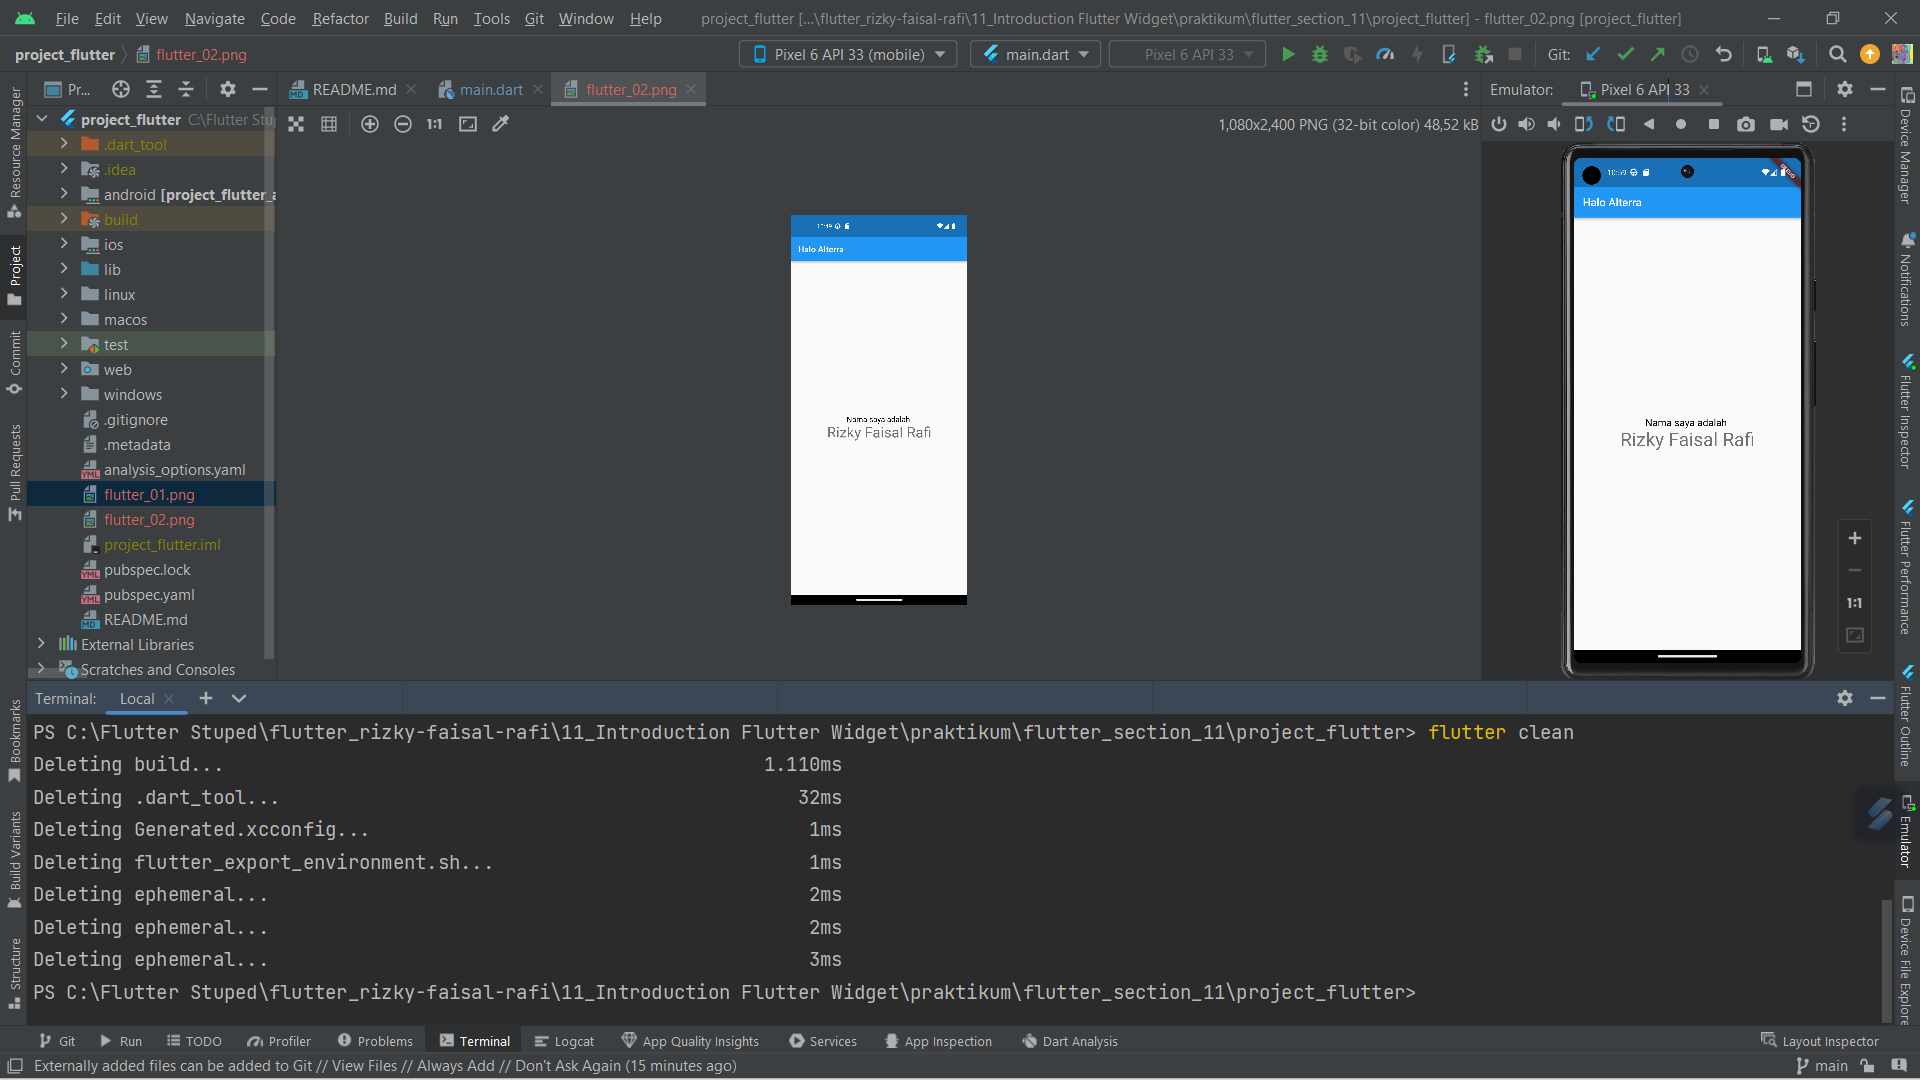 File Edit View Navigate Code Refactor Build Run Tools Git Window Help project_flutter [...\flutter_rizky-faisal-rafi\11_Introduction Flutter Widget\praktikum\flutter_section_11\project_flutter] - flutter_02.png [project_flutter]
project_flutter flutter_02.png Pixel 6 API 33 (mobile) main.dart Pixel 6 API 33 Git:
Pr... README.md main.dart flutter_02.png Emulator: Pixel 6 API 33
1:1 1,080x2,400 PNG (32-bit color) 48,52 kB
project_flutter C:\Flutter Stu
.dart_tool
.idea
android [project_flutter_a
build
ios
lib
linux
macos
test
web
windows
.gitignore
.metadata
analysis_options.yaml
flutter_01.png
flutter_02.png
project_flutter.iml
pubspec.lock
pubspec.yaml
README.md
External Libraries
Scratches and Consoles
Resource Manager
Project
Commit
Pull Requests
Bookmarks
Build Variants
Structure
Halo Alterra
Nama saya adalah
Rizky Faisal Rafi
10:59
Halo Alterra
Nama saya adalah
Rizky Faisal Rafi
1:1
Device Manager
Notifications
Flutter Inspector
Flutter Performance
Flutter Outline
Emulator
Device File Explore
Terminal: Local
PS C:\Flutter Stuped\flutter_rizky-faisal-rafi\11_Introduction Flutter Widget\praktikum\flutter_section_11\project_flutter> flutter clean
Deleting build... 1.110ms
Deleting .dart_tool... 32ms
Deleting Generated.xcconfig... 1ms
Deleting flutter_export_environment.sh... 1ms
Deleting ephemeral... 2ms
Deleting ephemeral... 2ms
Deleting ephemeral... 3ms
PS C:\Flutter Stuped\flutter_rizky-faisal-rafi\11_Introduction Flutter Widget\praktikum\flutter_section_11\project_flutter>
Git Run TODO Profiler Problems Terminal Logcat App Quality Insights Services App Inspection Dart Analysis Layout Inspector
Externally added files can be added to Git // View Files // Always Add // Don't Ask Again (15 minutes ago) main